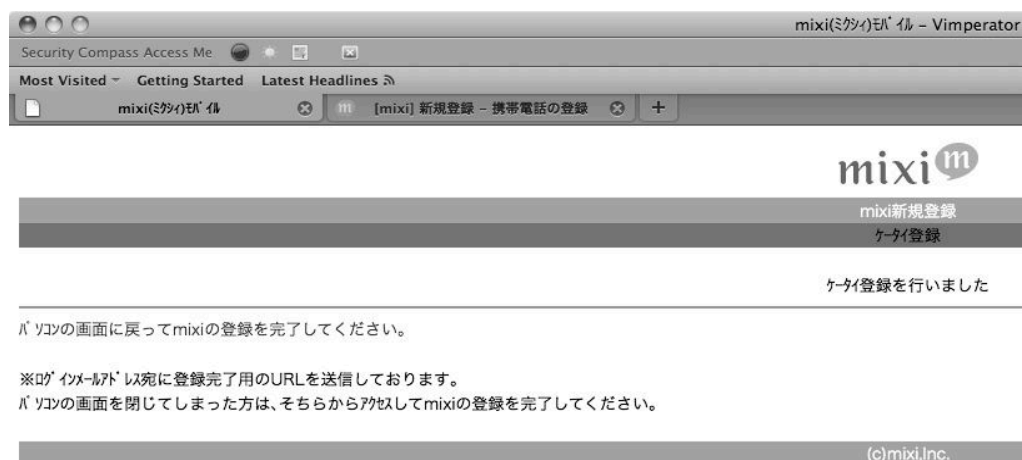 mixi(ﾐｸｼｨ)ﾓﾊﾞｲﾙ – Vimperator
Security Compass Access Me
Most Visited Getting Started Latest Headlines
mixi(ﾐｸｼｨ)ﾓﾊﾞｲﾙ [mixi] 新規登録 – 携帯電話の登録 +
mixi m
mixi新規登録
ｹｰﾀｲ登録
ｹｰﾀｲ登録を行いました
ﾊﾟｿｺﾝの画面に戻ってmixiの登録を完了してください。
※ﾛｸﾞｲﾝﾒｰﾙｱﾄﾞﾚｽ宛に登録完了用のURLを送信しております。
ﾊﾟｿｺﾝの画面を閉じてしまった方は、そちらからｱｸｾｽしてmixiの登録を完了してください。
(c)mixi,Inc.